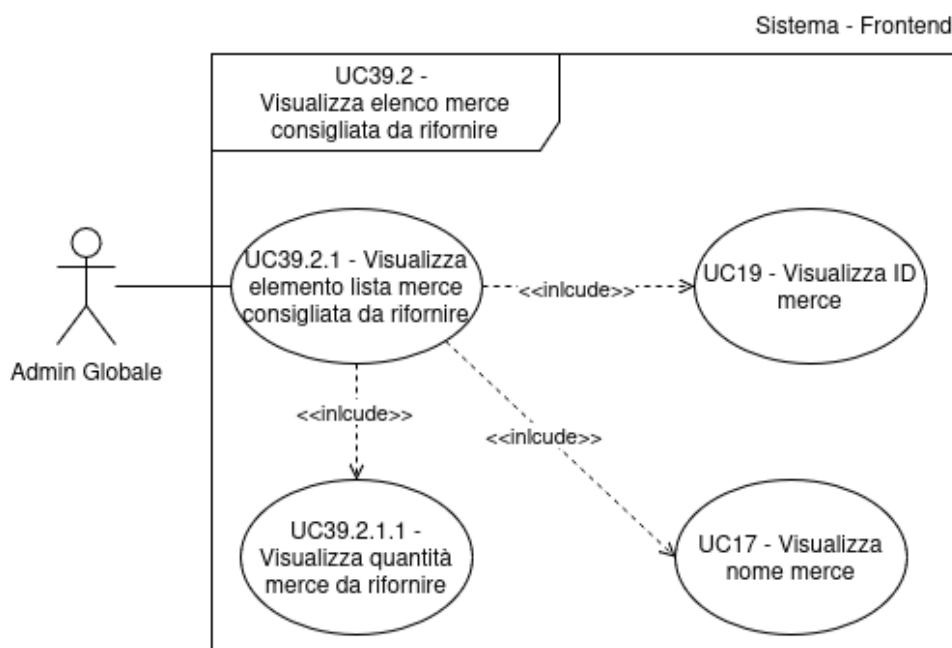 Sistema - Frontend
UC39.2 -
Visualizza elenco merce
consigliata da rifornire
UC39.2.1 - Visualizza
elemento lista merce
consigliata da rifornire
<<inlcude>>
UC19 - Visualizza ID
merce
Admin Globale
<<inlcude>>
<<inlcude>>
UC39.2.1.1 -
Visualizza quantità
merce da rifornire
UC17 - Visualizza
nome merce